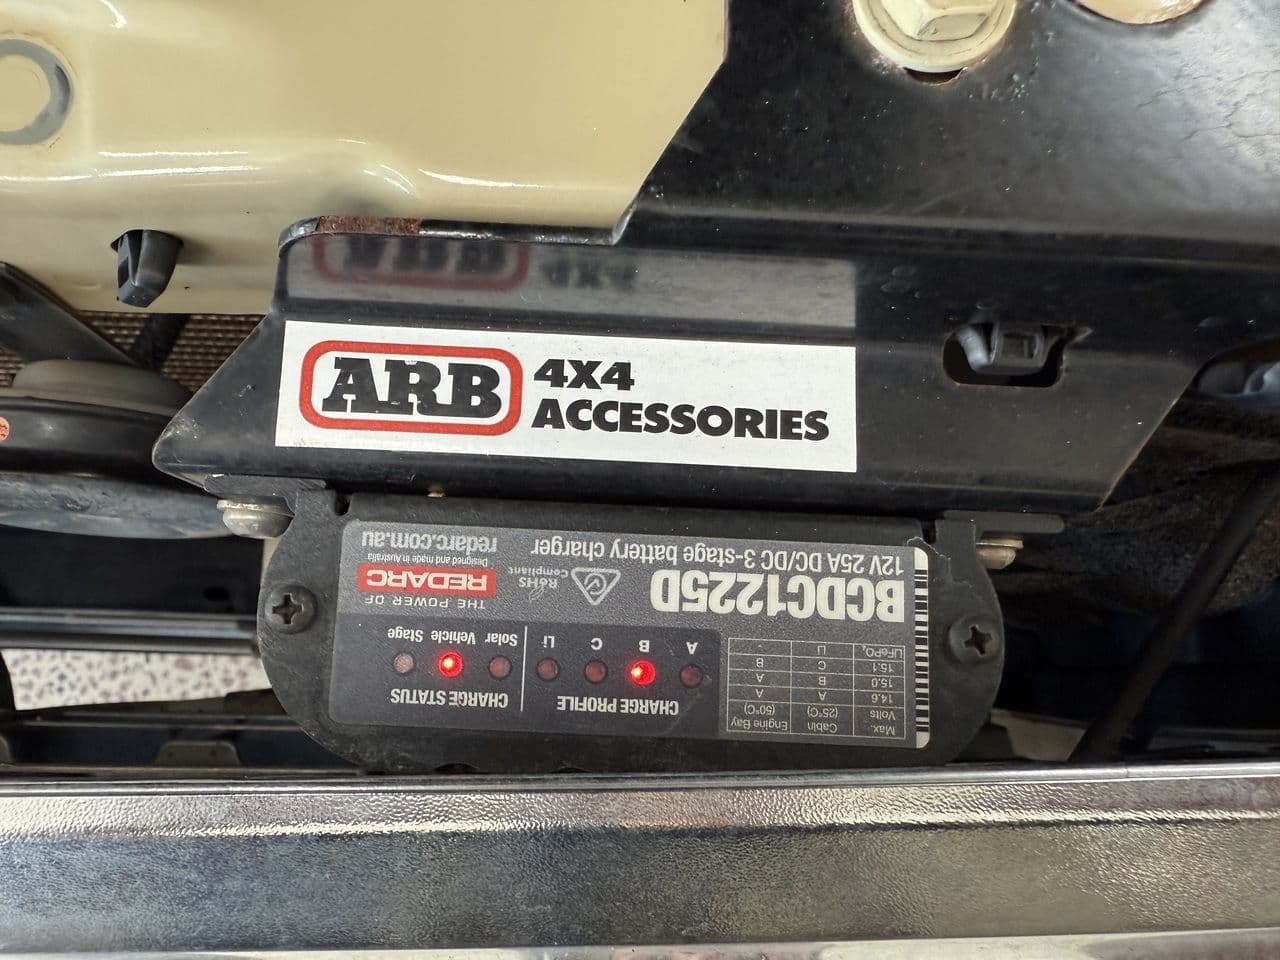 ARB 4X4
ACCESSORIES
BCDC1225D
12V 25A DC/DC 3-stage battery charger
RoHS
Compliant
THE POWER OF
REDARC
Designed and made in Australia
redarc.com.au
Max. Volts Cabin (25°C) Engine Bay (50°C)
14.6 A A
15.0 B A
15.1 C B
LiFePO4 Li -
CHARGE PROFILE
A B C Li
CHARGE STATUS
Solar Vehicle Stage